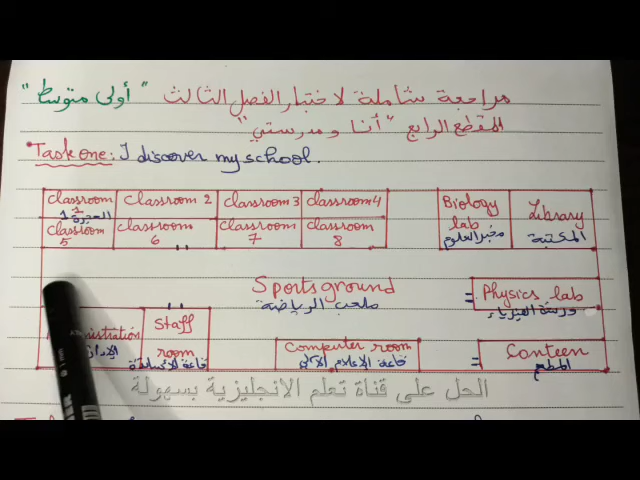 مراجعة شاملة لاختبار الفصل الثالث "أولى متوسط"
المقطع الرابع "أنا ومدرستي"
*Task one: I discover my school.
classroom 1 classroom 2 classroom 3 classroom 4 Biology lab Library
الحجرة 1 مخبر العلوم المكتبة
classroom 5 classroom 6 classroom 7 classroom 8
Sportsground = Physics lab
ملعب الرياضة
Staff room Computer room = Canteen
قاعة الأساتذة قاعة الإعلام الآلي المطعم
الحل على قناة تعلم الانجليزية بسهولة